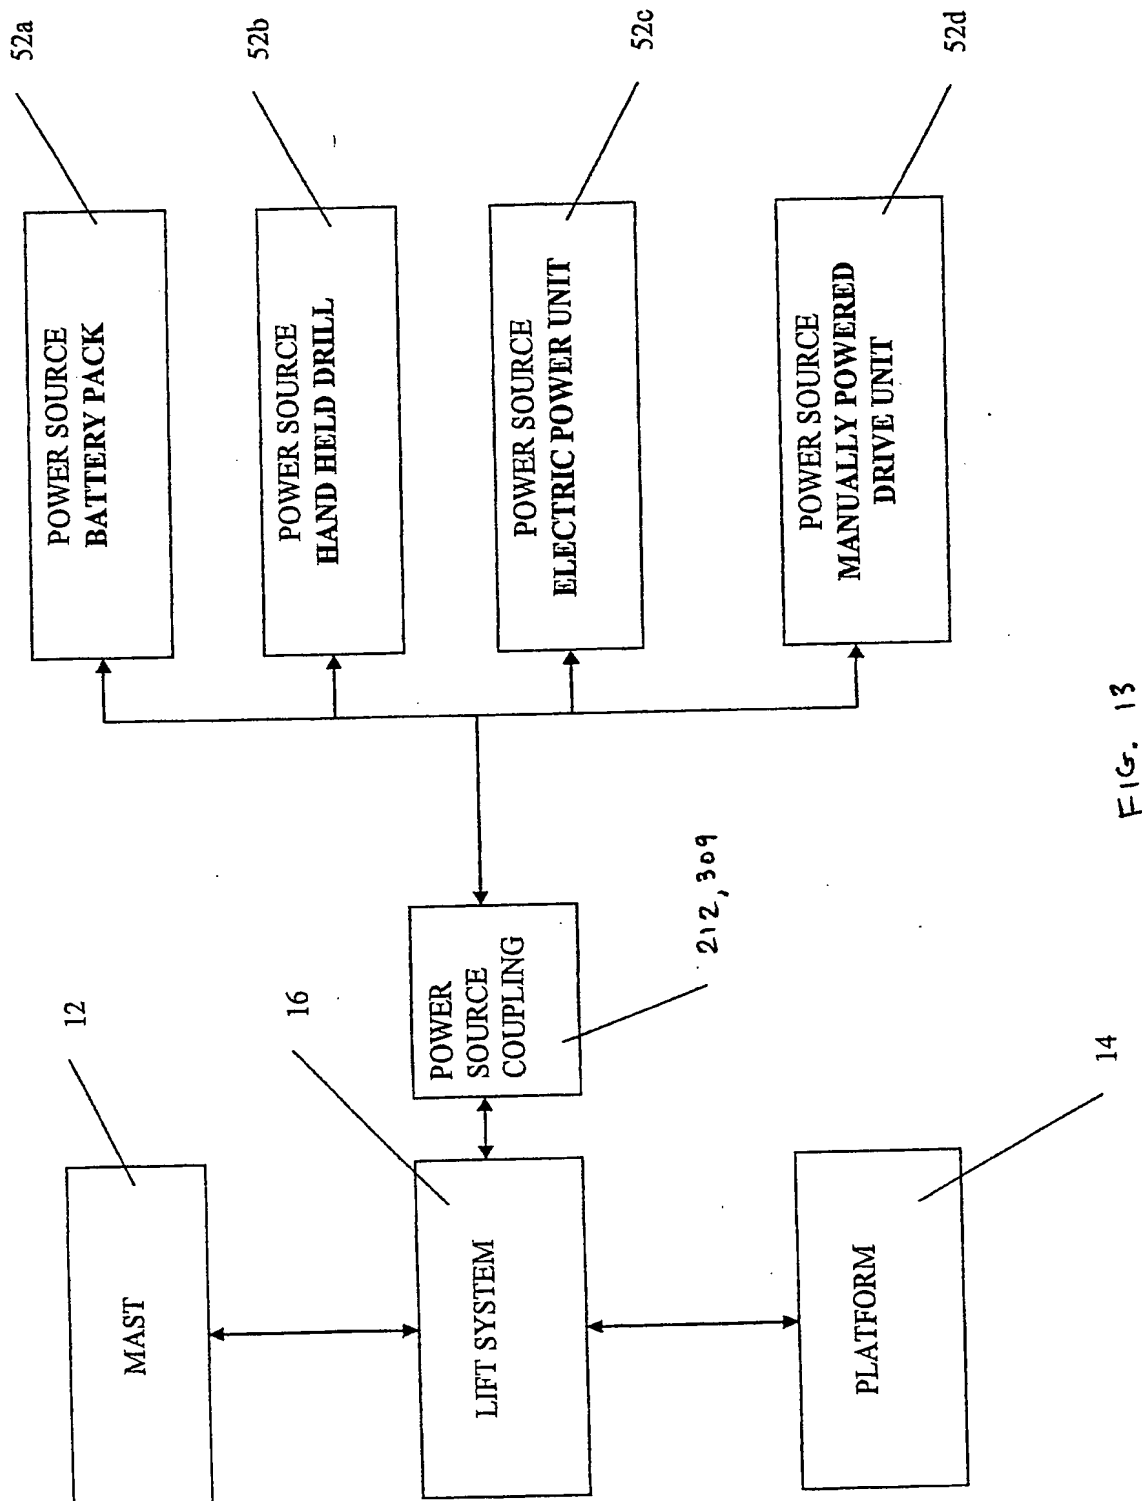 52a
52b
52c
52d
POWER SOURCE
BATTERY PACK
POWER SOURCE
HAND HELD DRILL
POWER SOURCE
ELECTRIC POWER UNIT
POWER SOURCE
MANUALLY POWERED
DRIVE UNIT
12
16
POWER
SOURCE
COUPLING
212, 309
14
MAST
LIFT SYSTEM
PLATFORM
FIG. 13